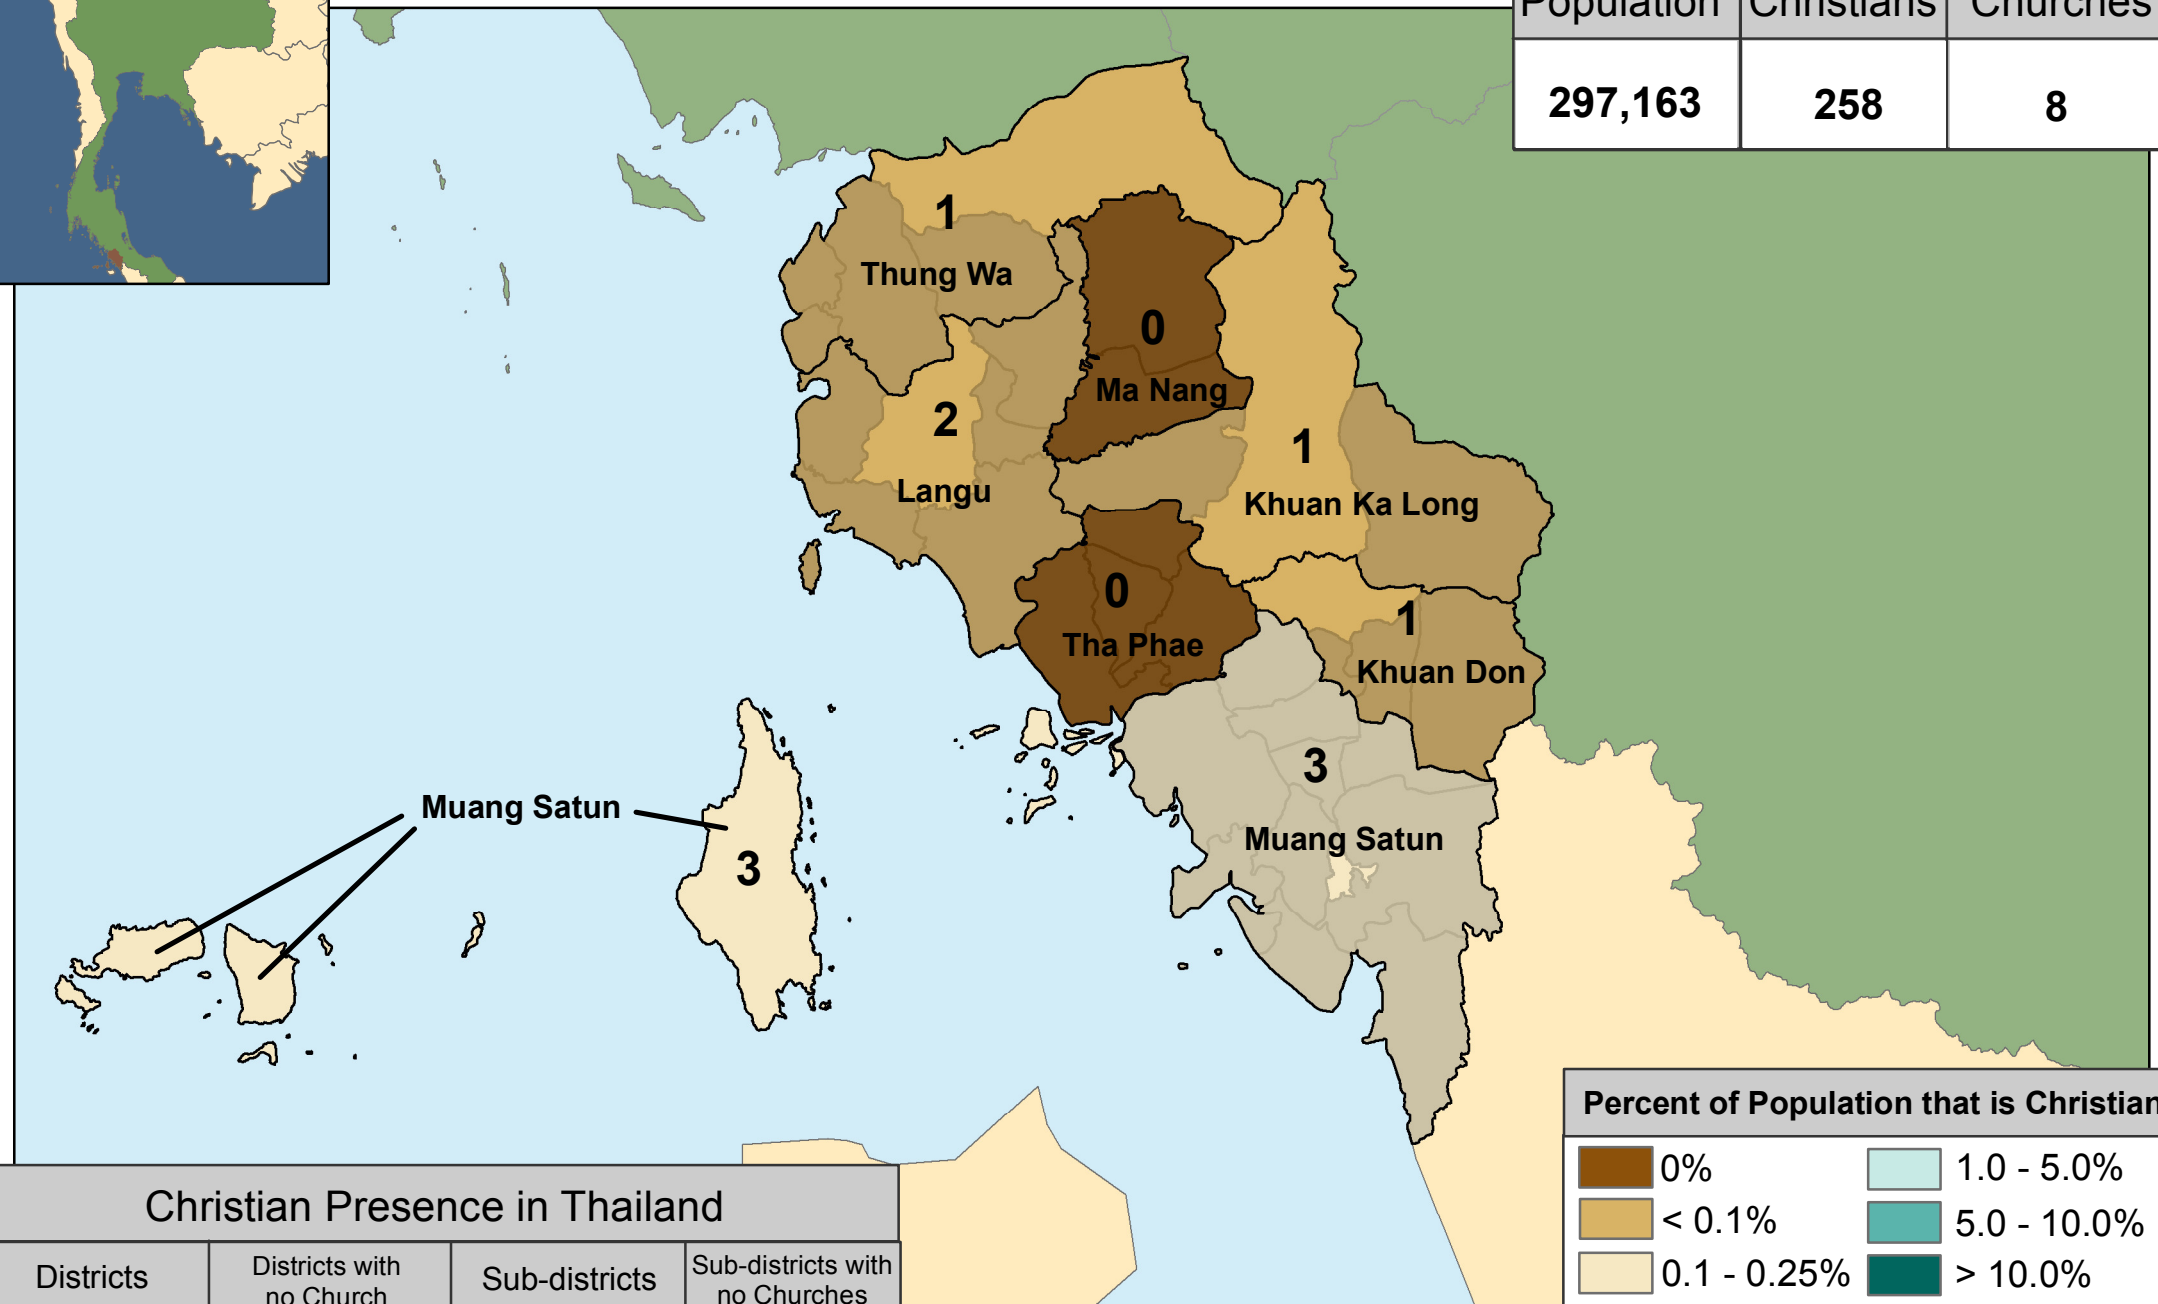 Population Christians Churches
297,163 258 8
1
Thung Wa
0
Ma Nang
2
Langu
1
Khuan Ka Long
0
Tha Phae
1
Khuan Don
3
Muang Satun
Muang Satun
3
Percent of Population that is Christian
0% 1.0 - 5.0%
< 0.1% 5.0 - 10.0%
0.1 - 0.25% > 10.0%
Christian Presence in Thailand
Districts
Districts with
no Church
Sub-districts
Sub-districts with
no Churches